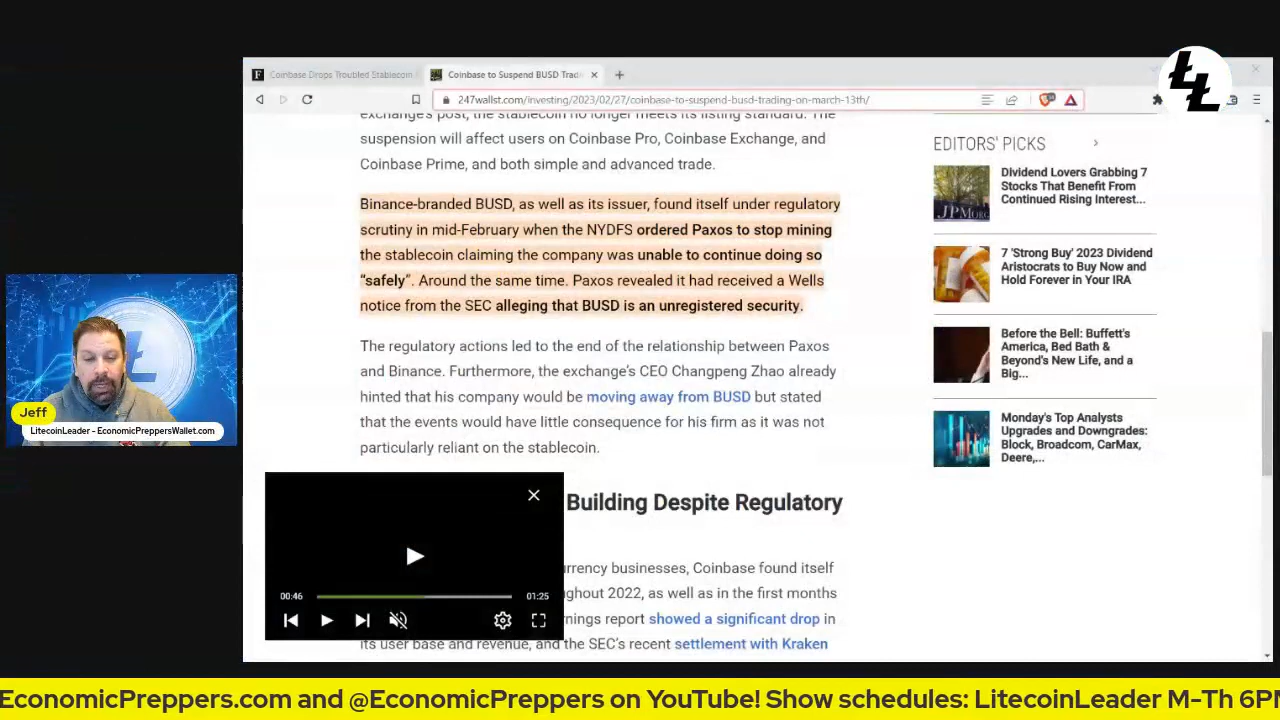 Coinbase Drops Troubled Stablecoin
Coinbase to Suspend BUSD Tradi
247wallst.com/investing/2023/02/27/coinbase-to-suspend-busd-trading-on-march-13th/
exchange's post, the stablecoin no longer meets its listing standard. The
suspension will affect users on Coinbase Pro, Coinbase Exchange, and
Coinbase Prime, and both simple and advanced trade.
Binance-branded BUSD, as well as its issuer, found itself under regulatory
scrutiny in mid-February when the NYDFS ordered Paxos to stop mining
the stablecoin claiming the company was unable to continue doing so
“safely”. Around the same time. Paxos revealed it had received a Wells
notice from the SEC alleging that BUSD is an unregistered security.
The regulatory actions led to the end of the relationship between Paxos
and Binance. Furthermore, the exchange's CEO Changpeng Zhao already
hinted that his company would be moving away from BUSD but stated
that the events would have little consequence for his firm as it was not
particularly reliant on the stablecoin.
Building Despite Regulatory
rrency businesses, Coinbase found itself
ghout 2022, as well as in the first months
nings report showed a significant drop in
its user base and revenue, and the SEC's recent settlement with Kraken
00:46
01:25
EDITORS' PICKS
Dividend Lovers Grabbing 7
Stocks That Benefit From
Continued Rising Interest...
JPMORG
7 'Strong Buy' 2023 Dividend
Aristocrats to Buy Now and
Hold Forever in Your IRA
Before the Bell: Buffett's
America, Bed Bath &
Beyond's New Life, and a
Big...
Monday's Top Analysts
Upgrades and Downgrades:
Block, Broadcom, CarMax,
Deere,...
Jeff
LitecoinLeader - EconomicPreppersWallet.com
EconomicPreppers.com and @EconomicPreppers on YouTube! Show schedules: LitecoinLeader M-Th 6P